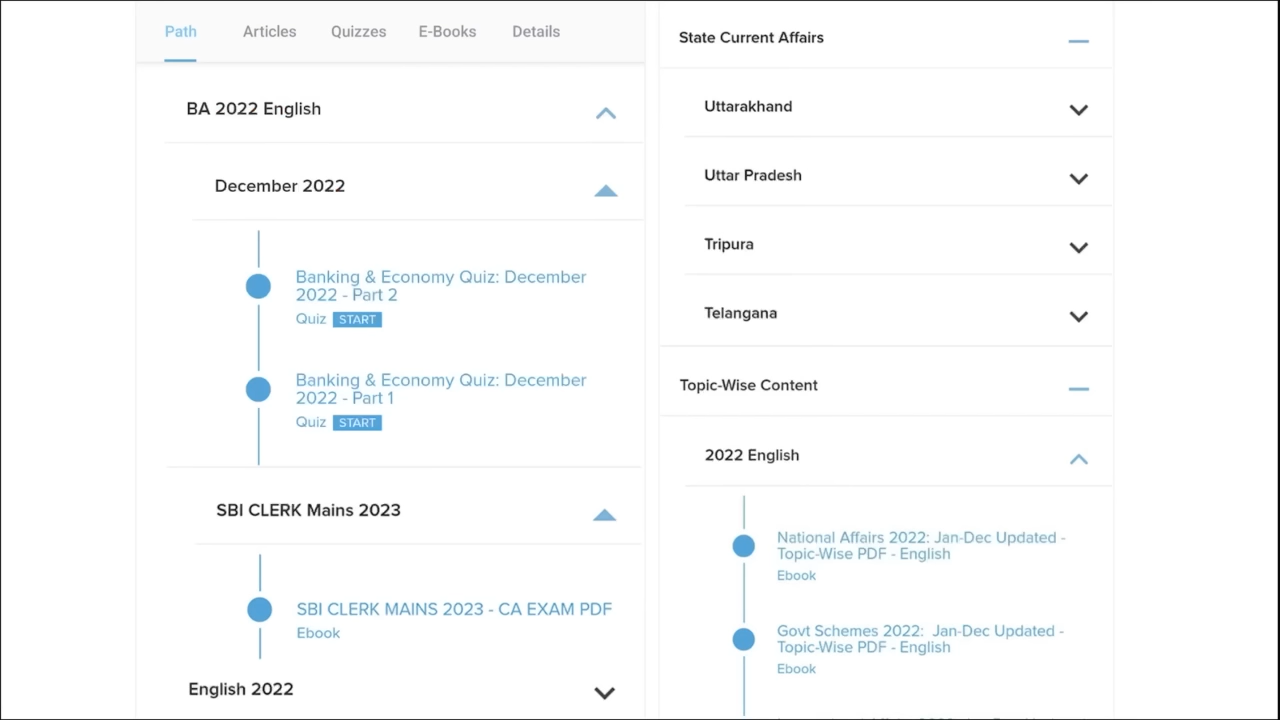 Path Articles Quizzes E-Books Details
BA 2022 English
December 2022
Banking & Economy Quiz: December
2022 - Part 2
Quiz START
Banking & Economy Quiz: December
2022 - Part 1
Quiz START
SBI CLERK Mains 2023
SBI CLERK MAINS 2023 - CA EXAM PDF
Ebook
English 2022
State Current Affairs
Uttarakhand
Uttar Pradesh
Tripura
Telangana
Topic-Wise Content
2022 English
National Affairs 2022: Jan-Dec Updated -
Topic-Wise PDF - English
Ebook
Govt Schemes 2022: Jan-Dec Updated -
Topic-Wise PDF - English
Ebook